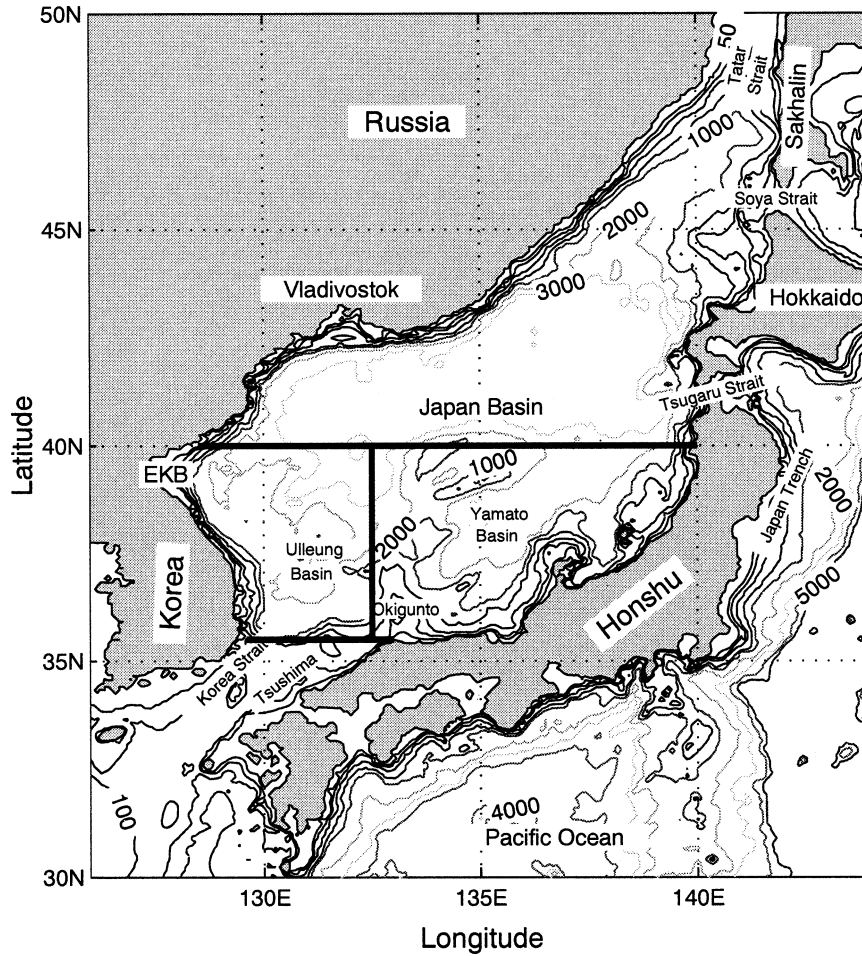 50N
50
Tatar
Strait
Sakhalin
Russia
1000
Soya Strait
45N
2000
Vladivostok
3000
Hokkaido
Japan Basin
Tsugaru Strait
Latitude
40N
EKB
1000
Japan Trench
2000
Yamato
Basin
2000
Ulleung
Basin
Korea
Okigunto
Honshu
5000
35N
Korea Strait
Tsushima
100
4000
Pacific Ocean
30N
130E
135E
140E
Longitude